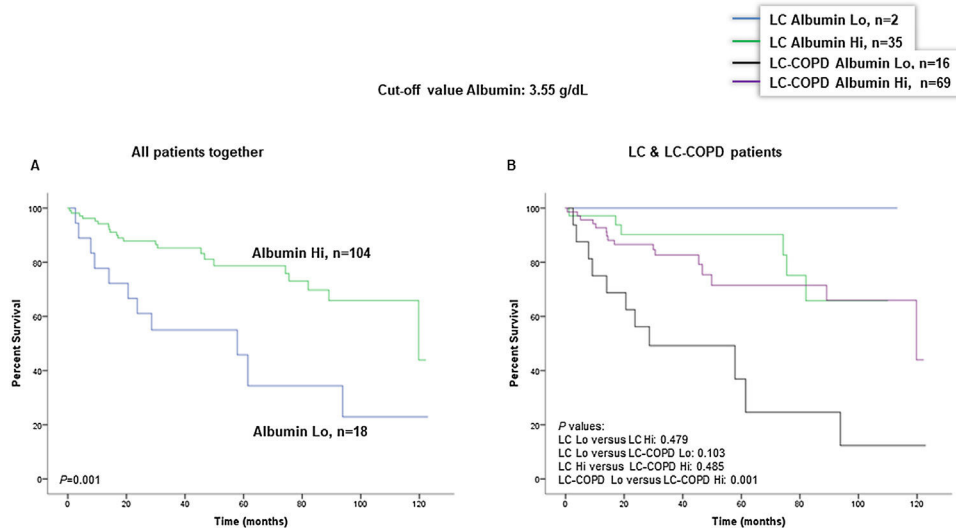 LC Albumin Lo, n=2
LC Albumin Hi, n=35
LC-COPD Albumin Lo, n=16
LC-COPD Albumin Hi, n=69
Cut-off value Albumin: 3.55 g/dL
A
All patients together
100
80
60
40
20
0
Percent Survival
Albumin Hi, n=104
Albumin Lo, n=18
P=0.001
0 20 40 60 80 100 120
Time (months)
B
LC & LC-COPD patients
100
80
60
40
20
0
Percent Survival
P values:
LC Lo versus LC Hi: 0.479
LC Lo versus LC-COPD Lo: 0.103
LC Hi versus LC-COPD Hi: 0.485
LC-COPD Lo versus LC-COPD Hi: 0.001
0 20 40 60 80 100 120
Time (months)